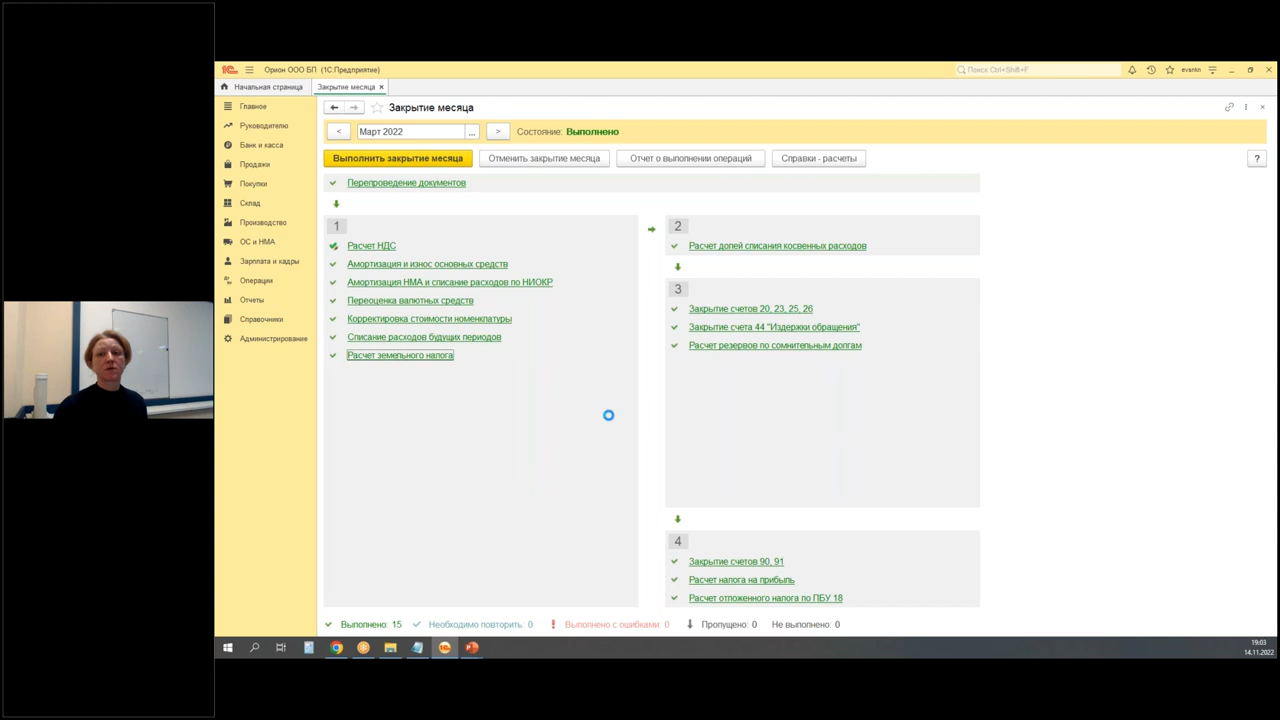 Орион ООО БП (1С:Предприятие)
Поиск Ctrl+Shift+F
evankn
Начальная страница
Закрытие месяца ×
Главное
Руководителю
Банк и касса
Продажи
Покупки
Склад
Производство
ОС и НМА
Зарплата и кадры
Операции
Отчеты
Справочники
Администрирование
Закрытие месяца
< Март 2022 ... > Состояние: Выполнено
Выполнить закрытие месяца Отменить закрытие месяца Отчет о выполнении операций Справки - расчеты ?
Перепроведение документов
1
Расчет НДС
Амортизация и износ основных средств
Амортизация НМА и списание расходов по НИОКР
Переоценка валютных средств
Корректировка стоимости номенклатуры
Списание расходов будущих периодов
Расчет земельного налога
2
Расчет долей списания косвенных расходов
3
Закрытие счетов 20, 23, 25, 26
Закрытие счета 44 "Издержки обращения"
Расчет резервов по сомнительным долгам
4
Закрытие счетов 90, 91
Расчет налога на прибыль
Расчет отложенного налога по ПБУ 18
Выполнено: 15 Необходимо повторить: 0 Выполнено с ошибками: 0 Пропущено: 0 Не выполнено: 0
19:03
14.11.2022